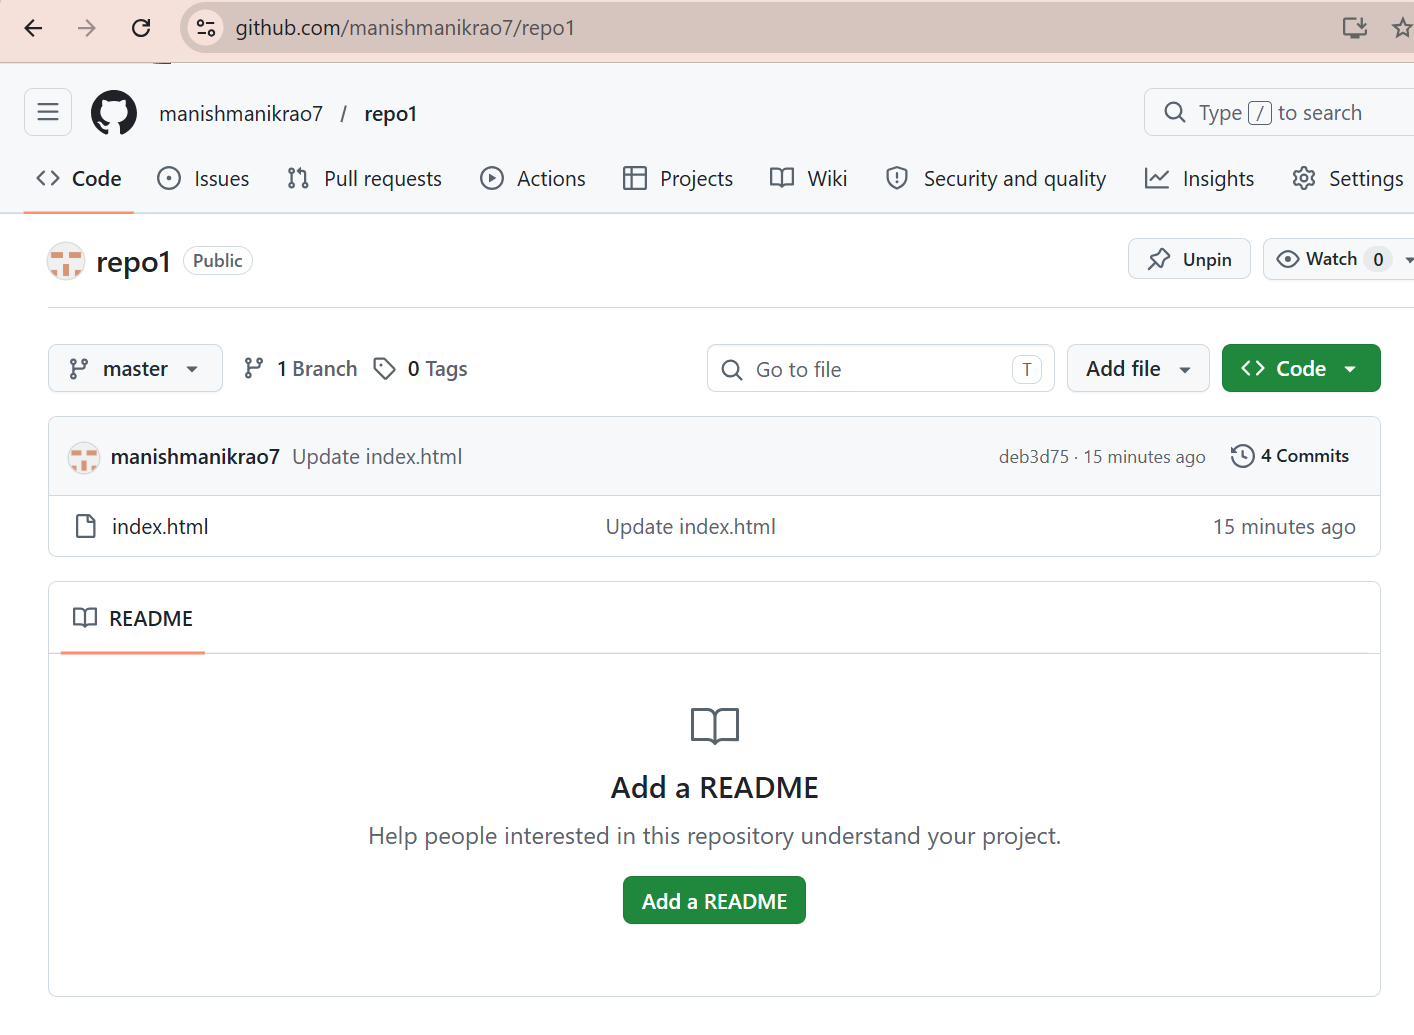 github.com/manishmanikrao7/repo1
manishmanikrao7 / repo1
Type / to search
Code Issues Pull requests Actions Projects Wiki Security and quality Insights Settings
repo1 Public Unpin Watch 0
master 1 Branch 0 Tags Go to file T Add file Code
manishmanikrao7 Update index.html deb3d75 · 15 minutes ago 4 Commits
index.html Update index.html 15 minutes ago
README
Add a README
Help people interested in this repository understand your project.
Add a README